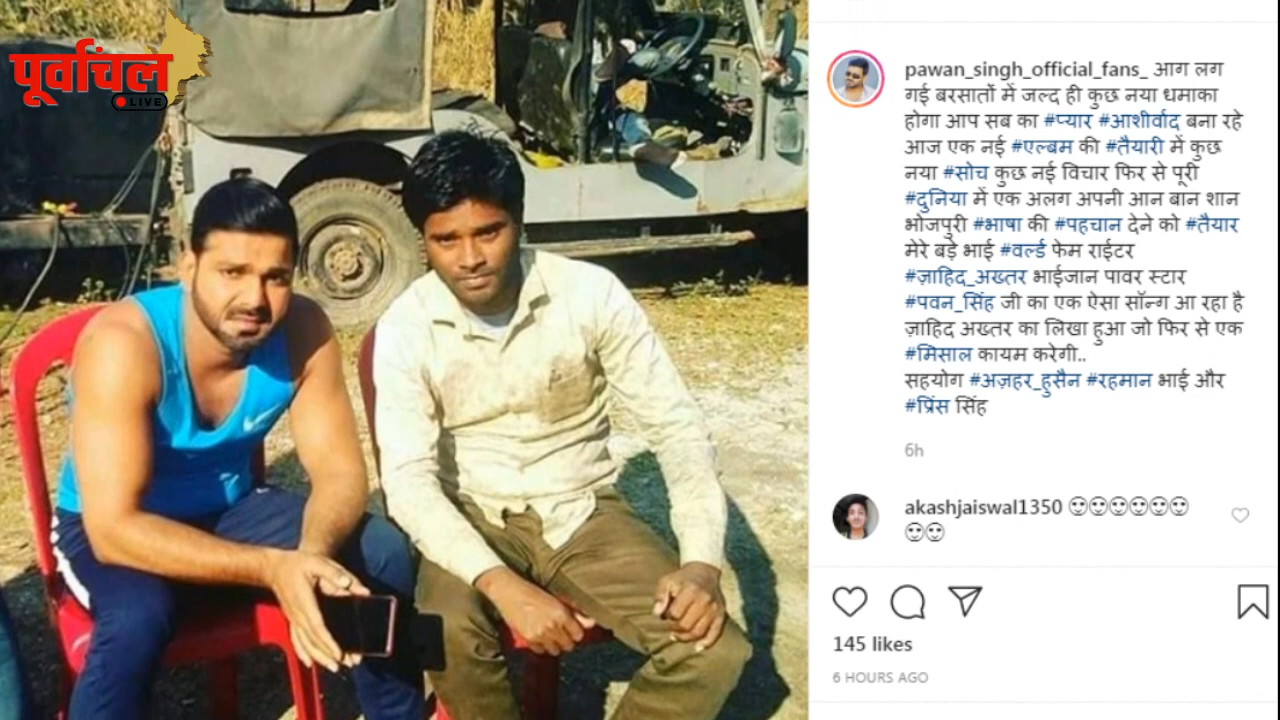 पूर्वांचल
LIVE
pawan_singh_official_fans_ आग लग
गई बरसातों में जल्द ही कुछ नया धमाका
होगा आप सब का #प्यार #आशीर्वाद बना रहे
आज एक नई #एल्बम की #तैयारी में कुछ
नया #सोच कुछ नई विचार फिर से पूरी
#दुनिया में एक अलग अपनी आन बान शान
भोजपुरी #भाषा की #पहचान देने को #तैयार
मेरे बड़े भाई #वर्ल्ड फेम राईटर
#ज़ाहिद_अख्तर भाईजान पावर स्टार
#पवन_सिंह जी का एक ऐसा सॉन्ग आ रहा है
ज़ाहिद अख्तर का लिखा हुआ जो फिर से एक
#मिसाल कायम करेगी..
सहयोग #अज़हर_हुसैन #रहमान भाई और
#प्रिंस सिंह
6h
akashjaiswal1350 😍😍😍😍😍😍
😍😍
145 likes
6 HOURS AGO